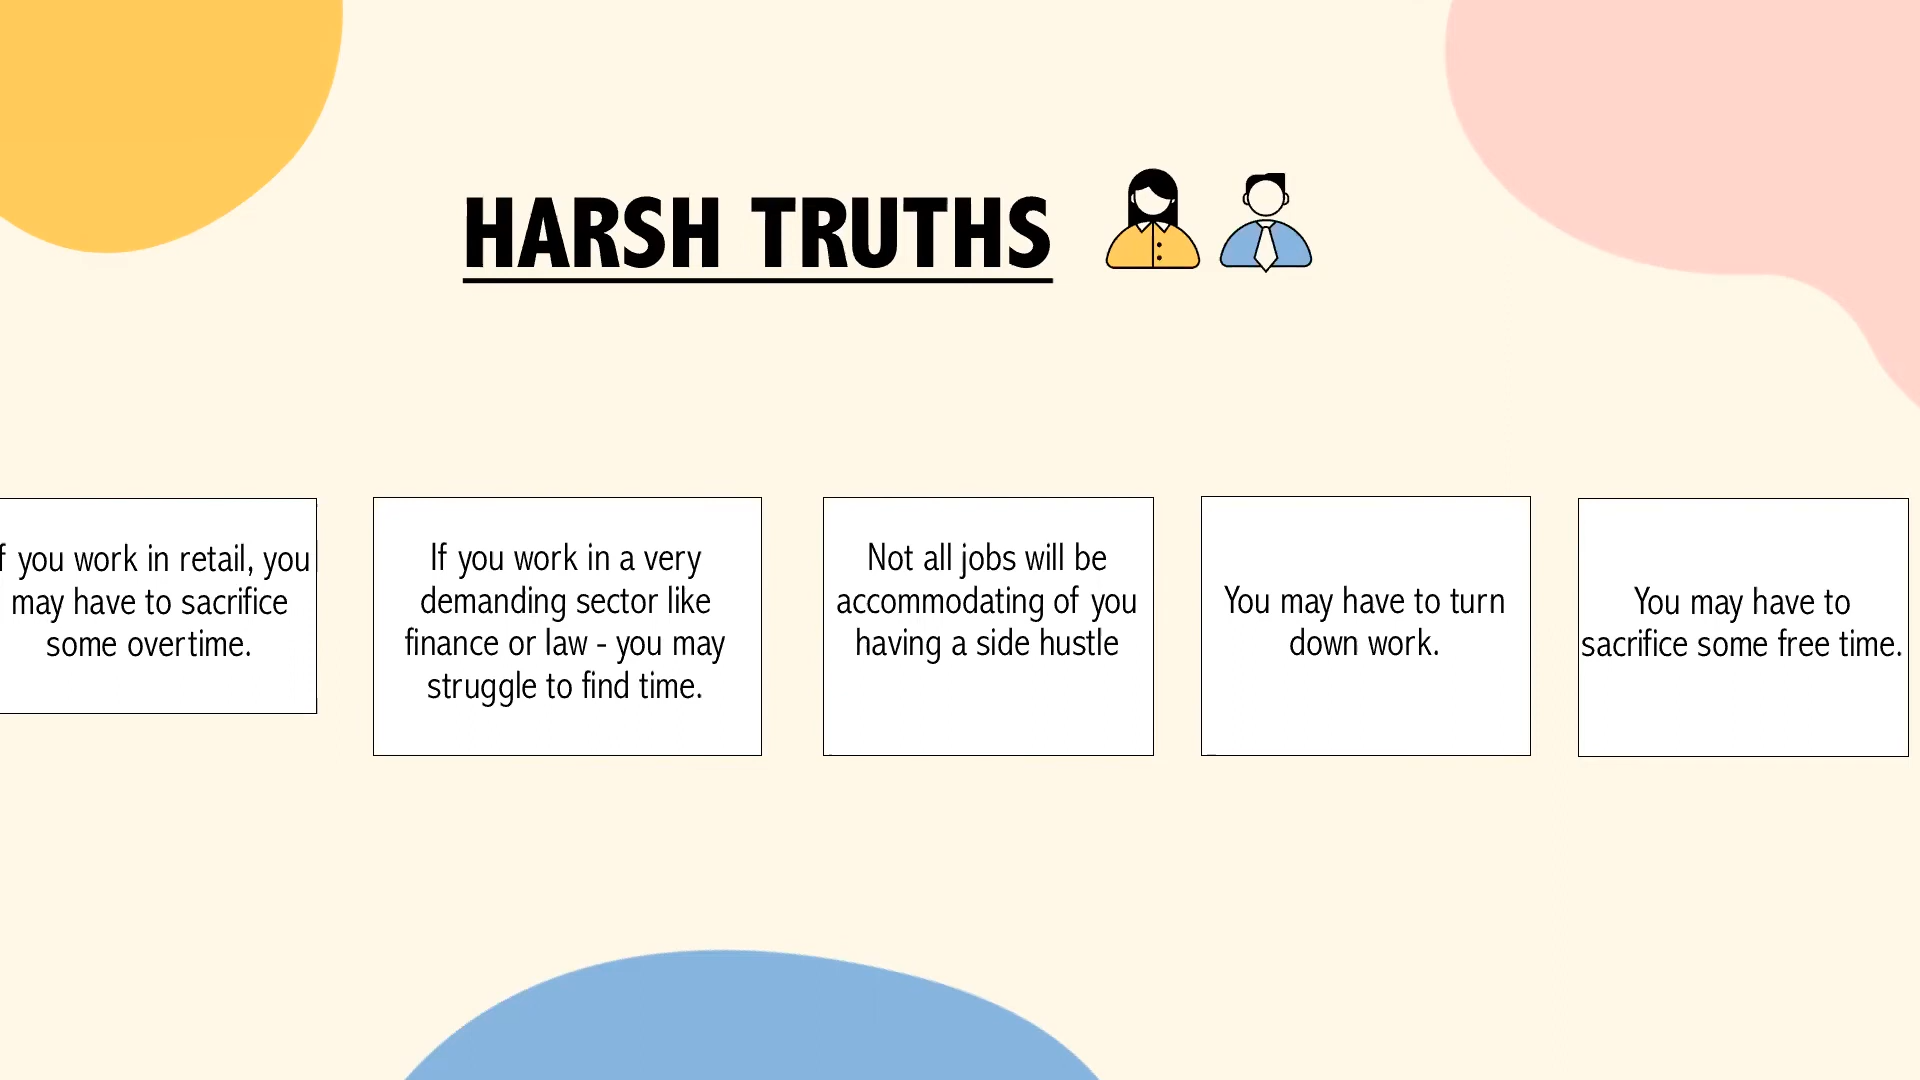 HARSH TRUTHS
f you work in retail, you
may have to sacrifice
some overtime.
If you work in a very
demanding sector like
finance or law - you may
struggle to find time.
Not all jobs will be
accommodating of you
having a side hustle
You may have to turn
down work.
You may have to
sacrifice some free time.